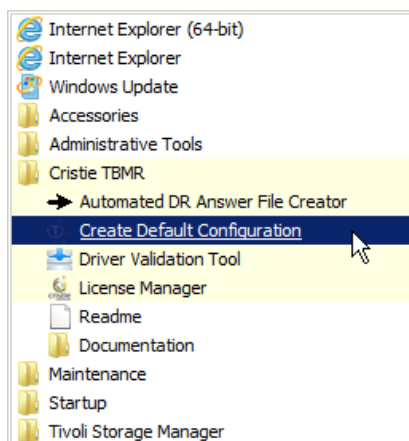 Internet Explorer (64-bit)
Internet Explorer
Windows Update
Accessories
Administrative Tools
Cristie TBMR
Automated DR Answer File Creator
Create Default Configuration
Driver Validation Tool
License Manager
Readme
Documentation
Maintenance
Startup
Tivoli Storage Manager